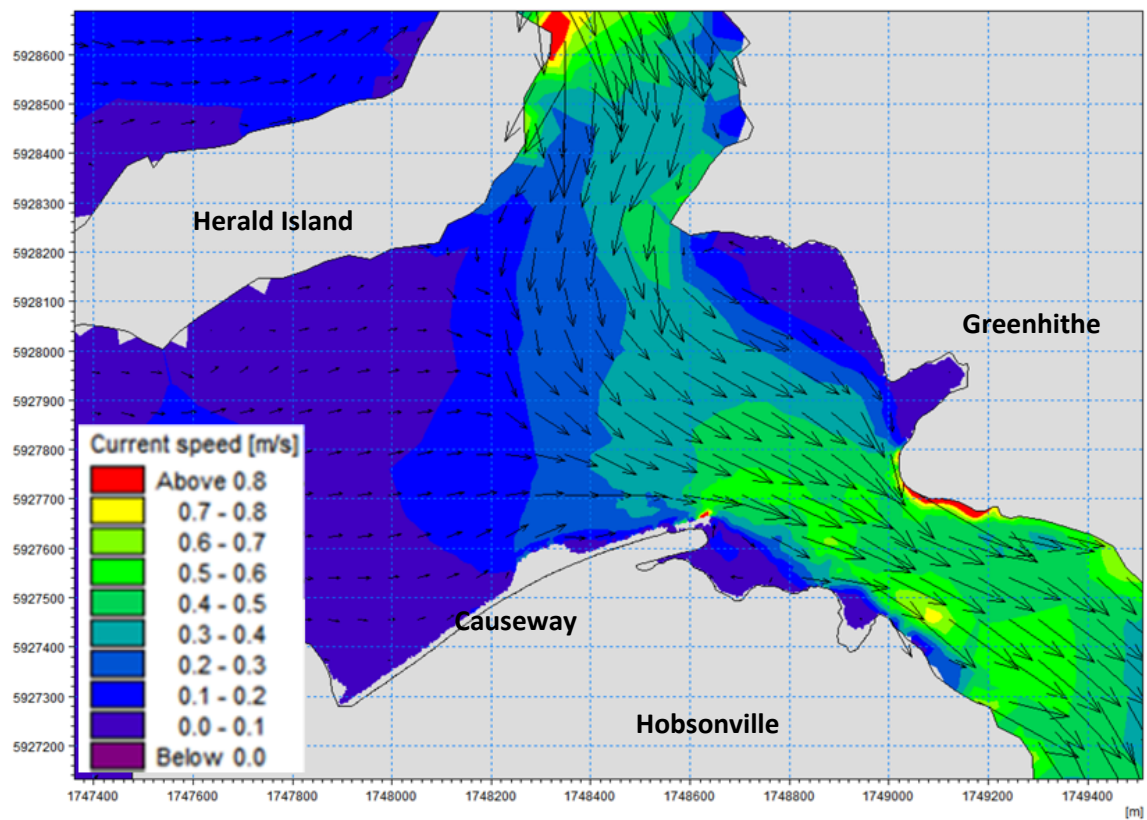 5928600
5928500
5928400
5928300
Herald Island
5928200
5928100
5928000
Greenhithe
5927900
5927800
Current speed [m/s]
Above 0.8
0.7 - 0.8
0.6 - 0.7
0.5 - 0.6
0.4 - 0.5
0.3 - 0.4
0.2 - 0.3
0.1 - 0.2
0.0 - 0.1
Below 0.0
5927700
5927600
5927500
Causeway
5927400
5927300
Hobsonville
5927200
1747400 1747600 1747800 1748000 1748200 1748400 1748600 1748800 1749000 1749200 1749400
[m]